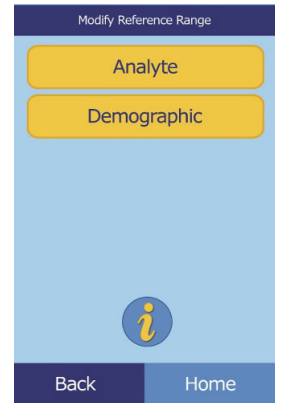 Modify Reference Range
Analyte
Demographic
i
Back
Home